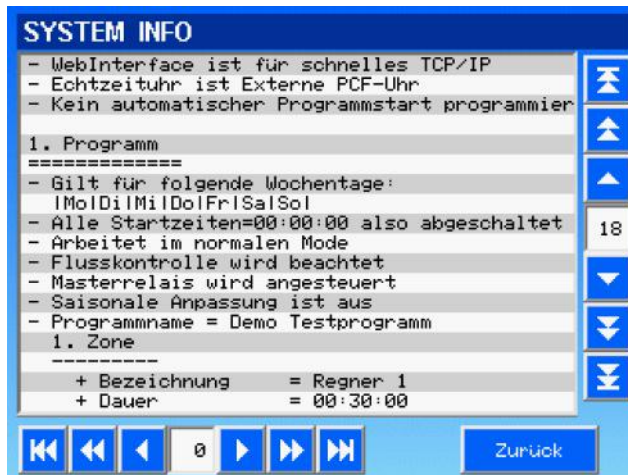 SYSTEM INFO
- WebInterface ist für schnelles TCP/IP
- Echtzeituhr ist Externe PCF-Uhr
- Kein automatischer Programmstart programmier
1. Programm
=============
- Gilt für folgende Wochentage:
|Mo|Di|Mi|Do|Fr|Sa|So|
- Alle Startzeiten=00:00:00 also abgeschaltet
- Arbeitet im normalen Mode
- Flusskontrolle wird beachtet
- Masterrelais wird angesteuert
- Saisonale Anpassung ist aus
- Programmname = Demo Testprogramm
1. Zone
---------
+ Bezeichnung = Regner 1
+ Dauer = 00:30:00
18
0
Zurück